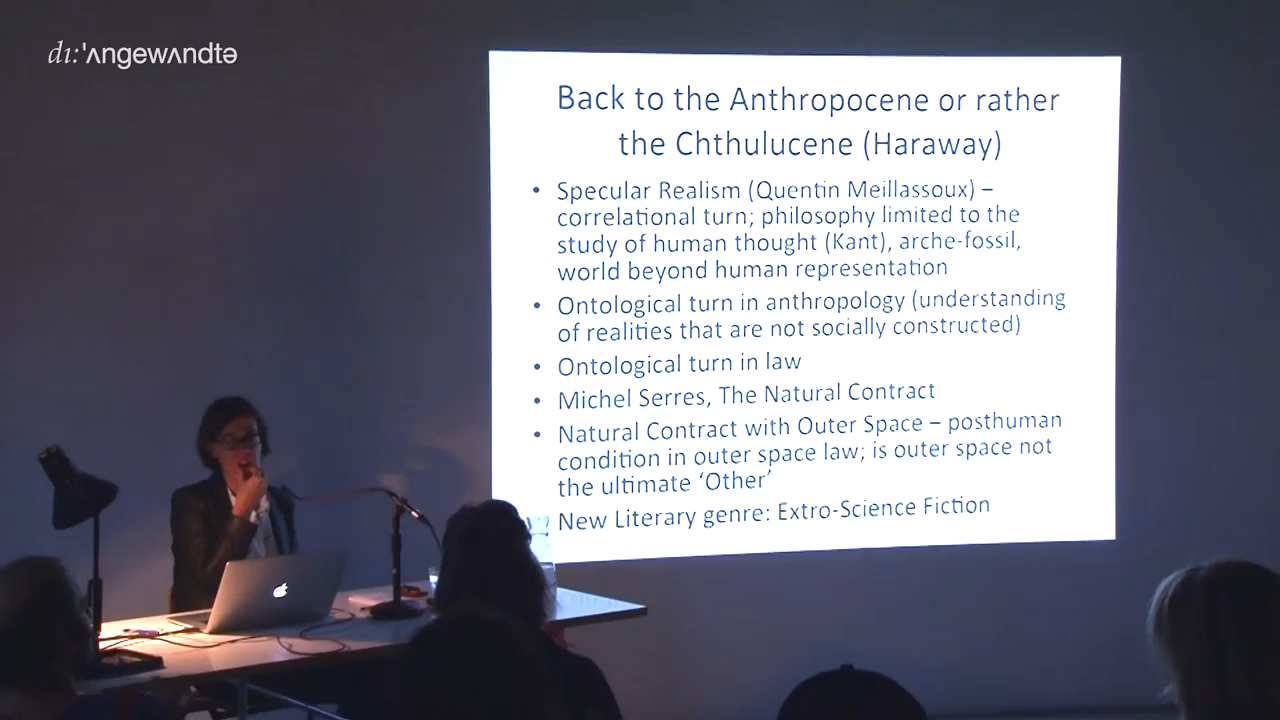 dɪ:ˈʌngewʌndtə
Back to the Anthropocene or rather
the Chthulucene (Haraway)
• Specular Realism (Quentin Meillassoux) –
correlational turn; philosophy limited to the
study of human thought (Kant), arche-fossil,
world beyond human representation
• Ontological turn in anthropology (understanding
of realities that are not socially constructed)
• Ontological turn in law
• Michel Serres, The Natural Contract
• Natural Contract with Outer Space – posthuman
condition in outer space law; is outer space not
the ultimate ‘Other’
New Literary genre: Extro-Science Fiction